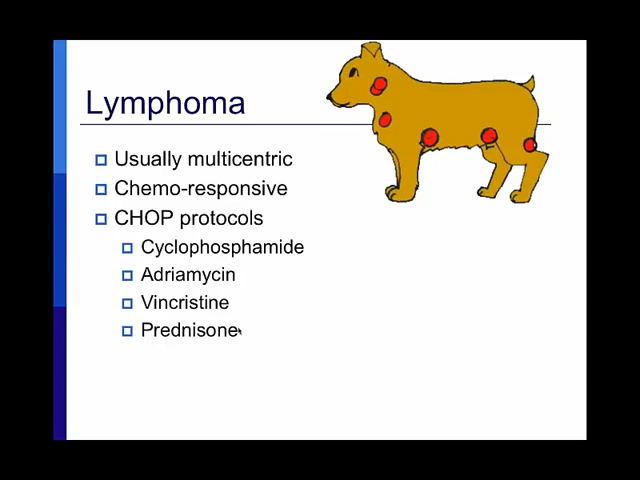 Lymphoma
Usually multicentric
Chemo-responsive
CHOP protocols
Cyclophosphamide
Adriamycin
Vincristine
Prednisone